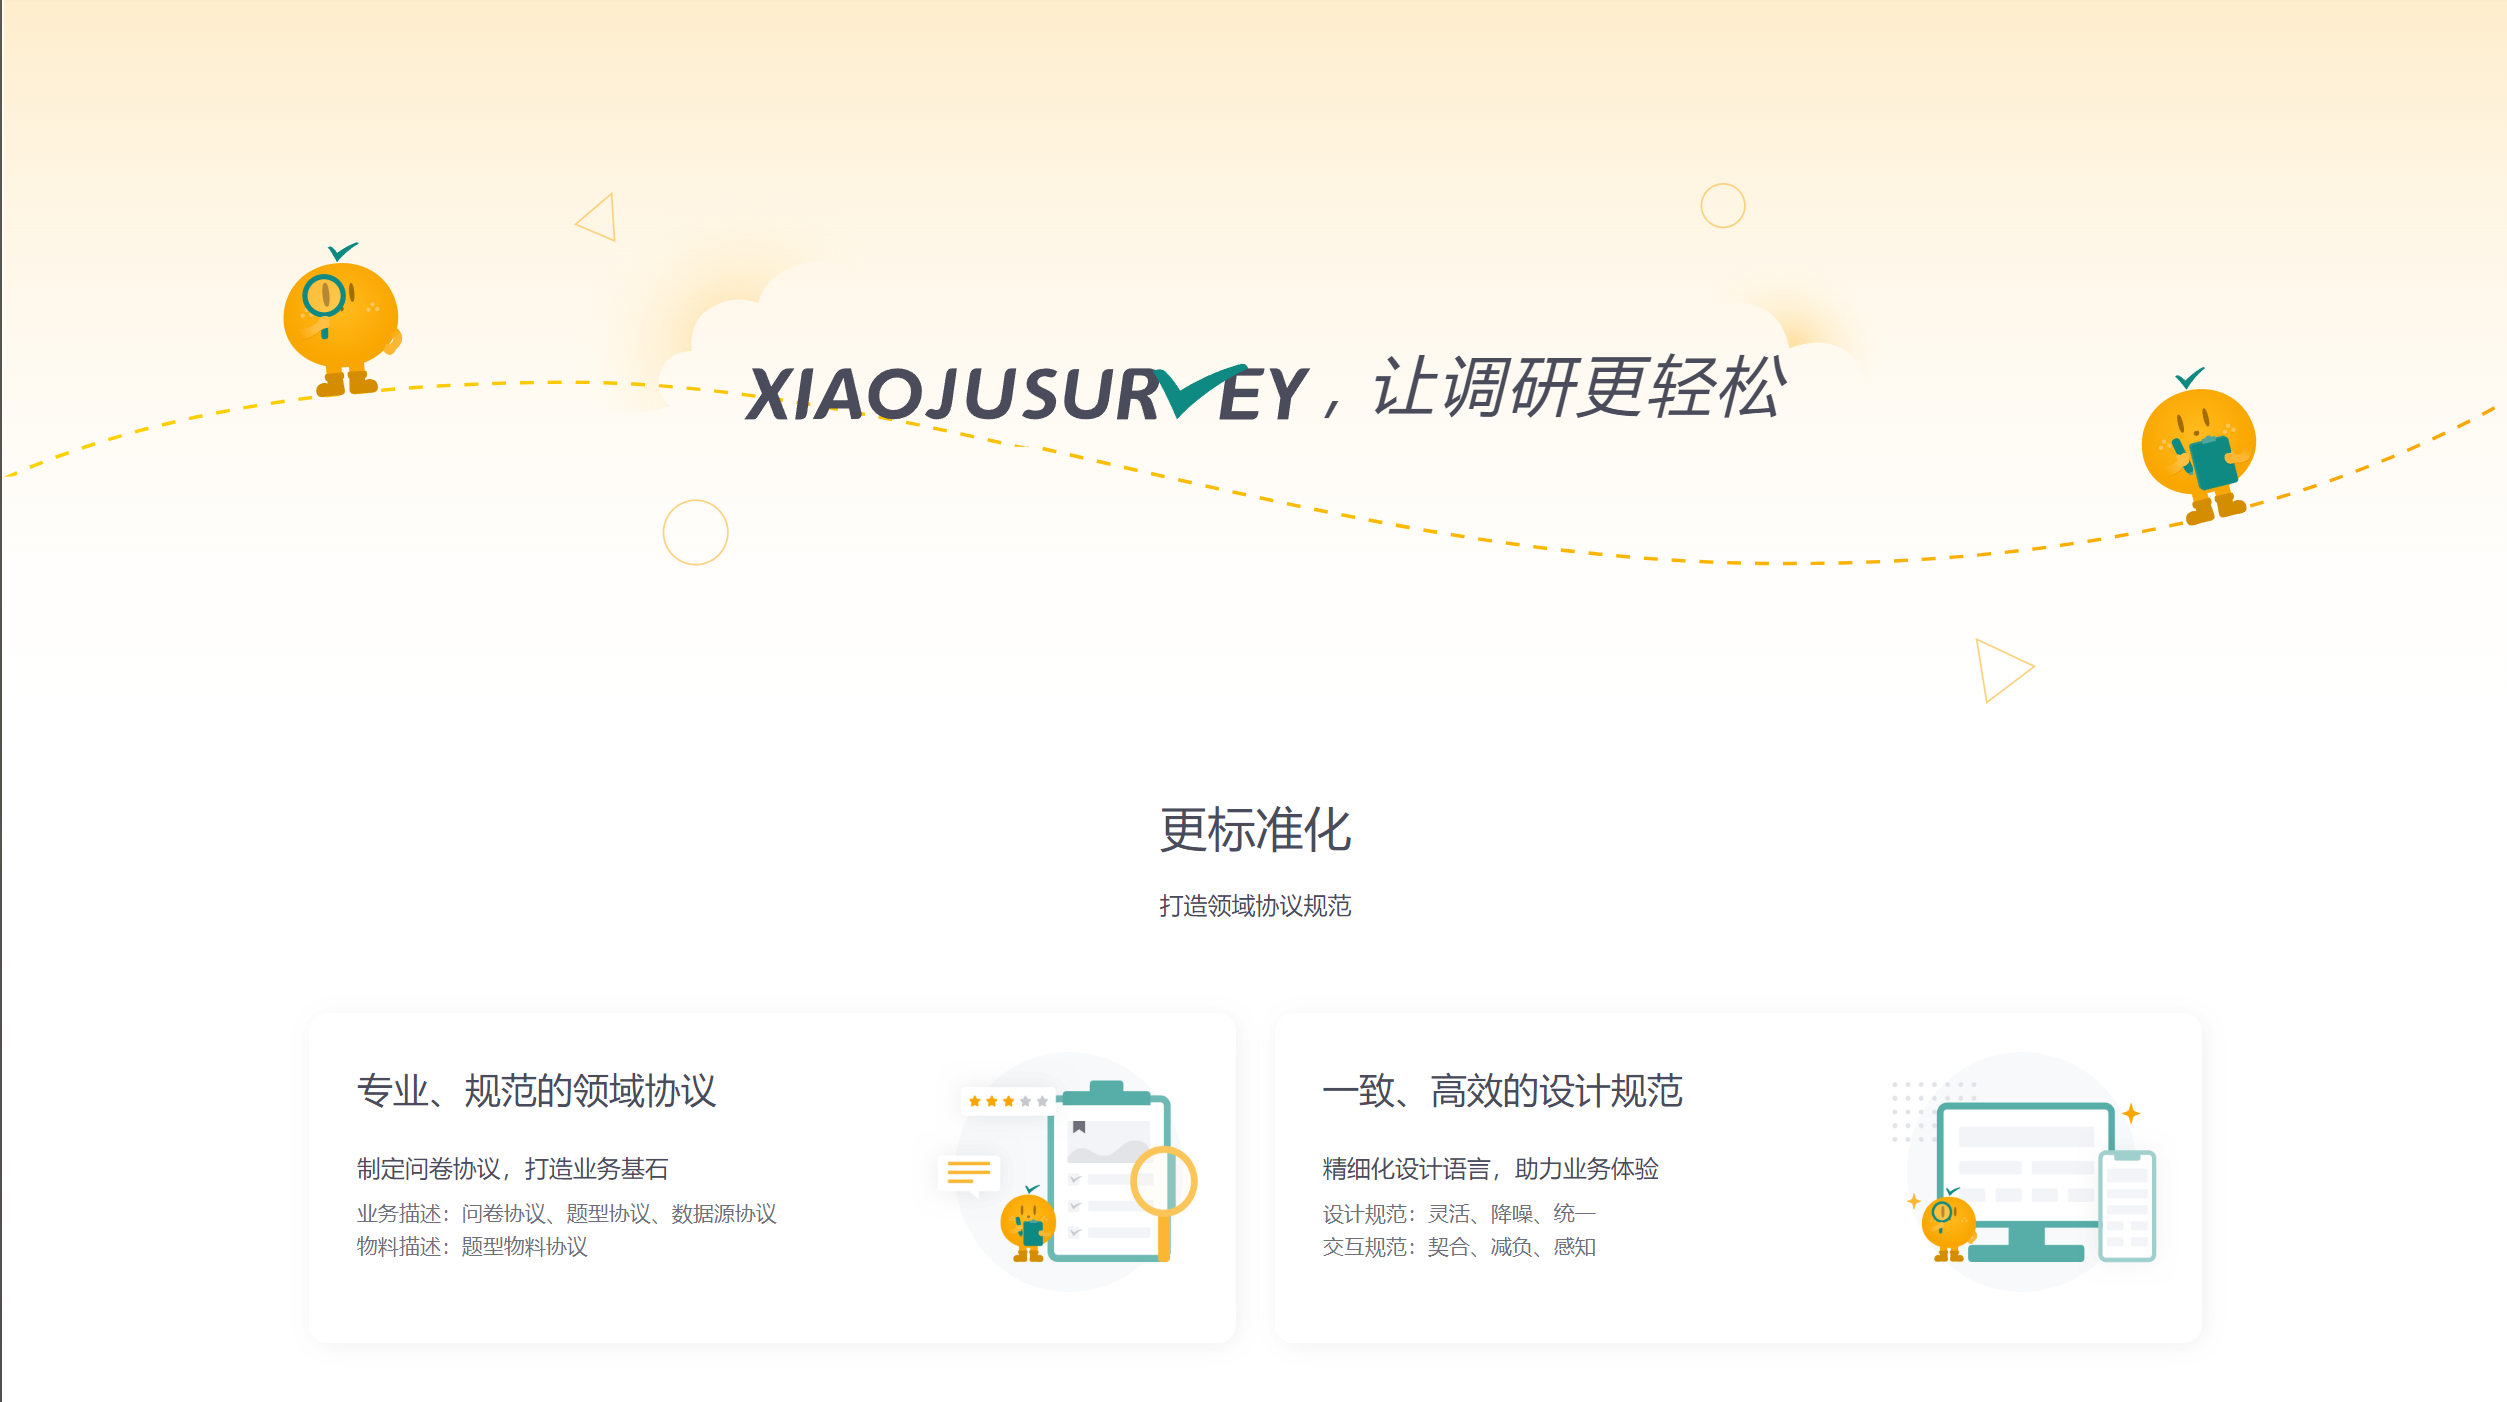 XIAOJUSURVEY，让调研更轻松
更标准化
打造领域协议规范
专业、规范的领域协议
制定问卷协议，打造业务基石
业务描述：问卷协议、题型协议、数据源协议
物料描述：题型物料协议
一致、高效的设计规范
精细化设计语言，助力业务体验
设计规范：灵活、降噪、统一
交互规范：契合、减负、感知